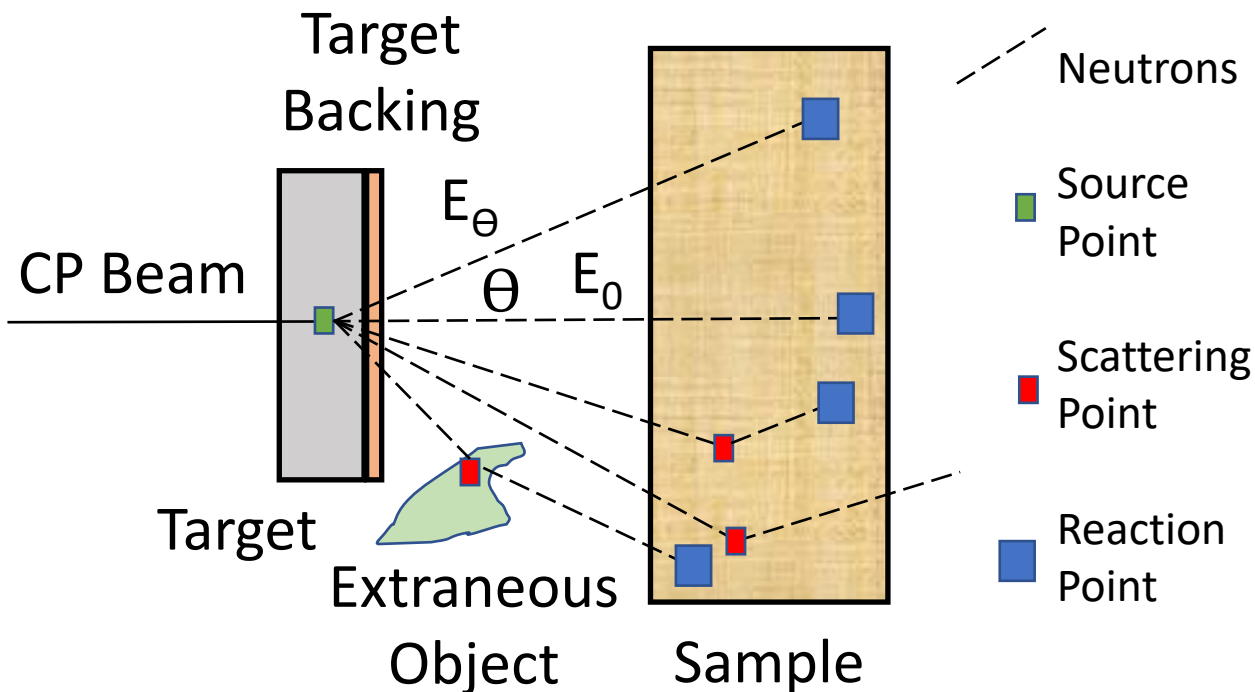 Target
Backing
CP Beam
Eϴ
ϴ
E0
Target
Extraneous
Object
Sample
Neutrons
Source
Point
Scattering
Point
Reaction
Point